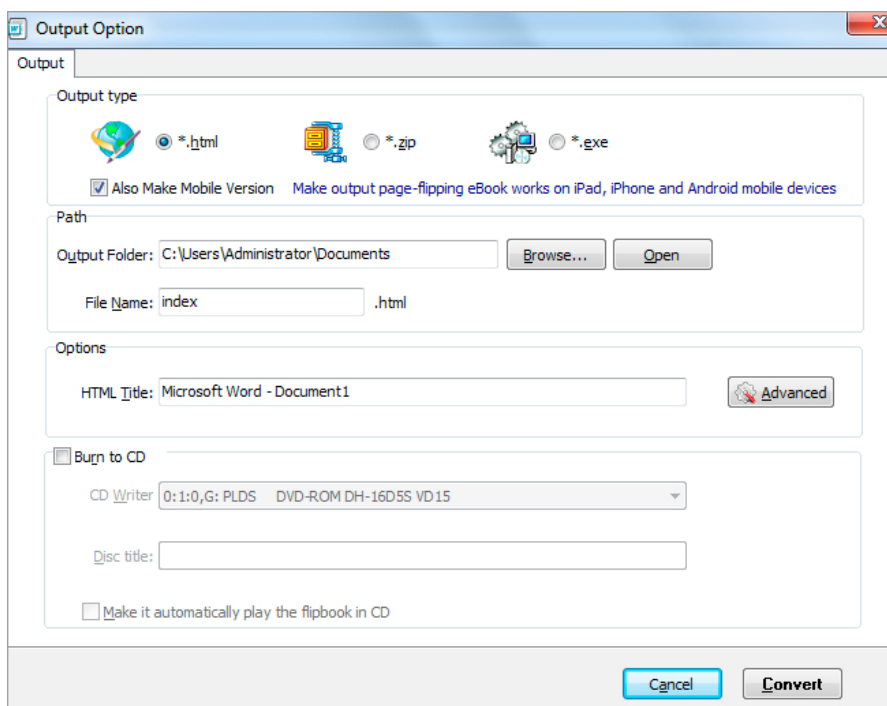 Output Option
Output
Output type
*.html *.zip *.exe
Also Make Mobile Version Make output page-flipping eBook works on iPad, iPhone and Android mobile devices
Path
Output Folder: C:\Users\Administrator\Documents Browse... Open
File Name: index .html
Options
HTML Title: Microsoft Word - Document1 Advanced
Burn to CD
CD Writer 0:1:0,G: PLDS DVD-ROM DH-16D5S VD15
Disc title:
Make it automatically play the flipbook in CD
Cancel Convert